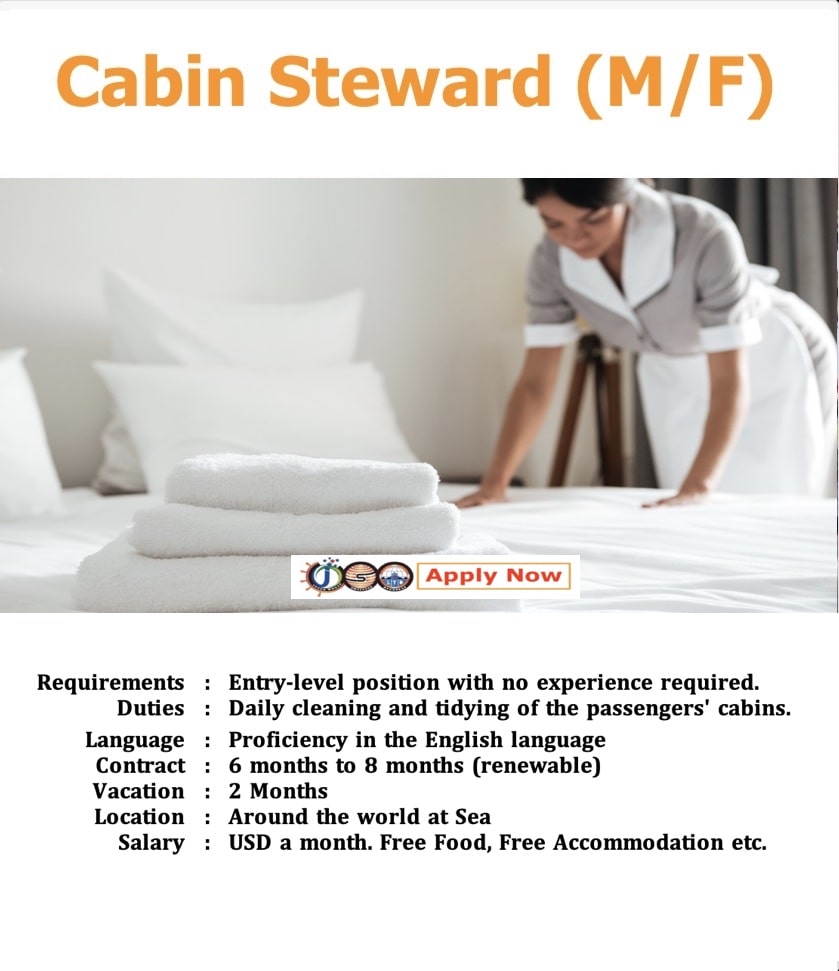 Cabin Steward (M/F)
Apply Now
Requirements : Entry-level position with no experience required.
Duties : Daily cleaning and tidying of the passengers' cabins.
Language : Proficiency in the English language
Contract : 6 months to 8 months (renewable)
Vacation : 2 Months
Location : Around the world at Sea
Salary : USD a month. Free Food, Free Accommodation etc.